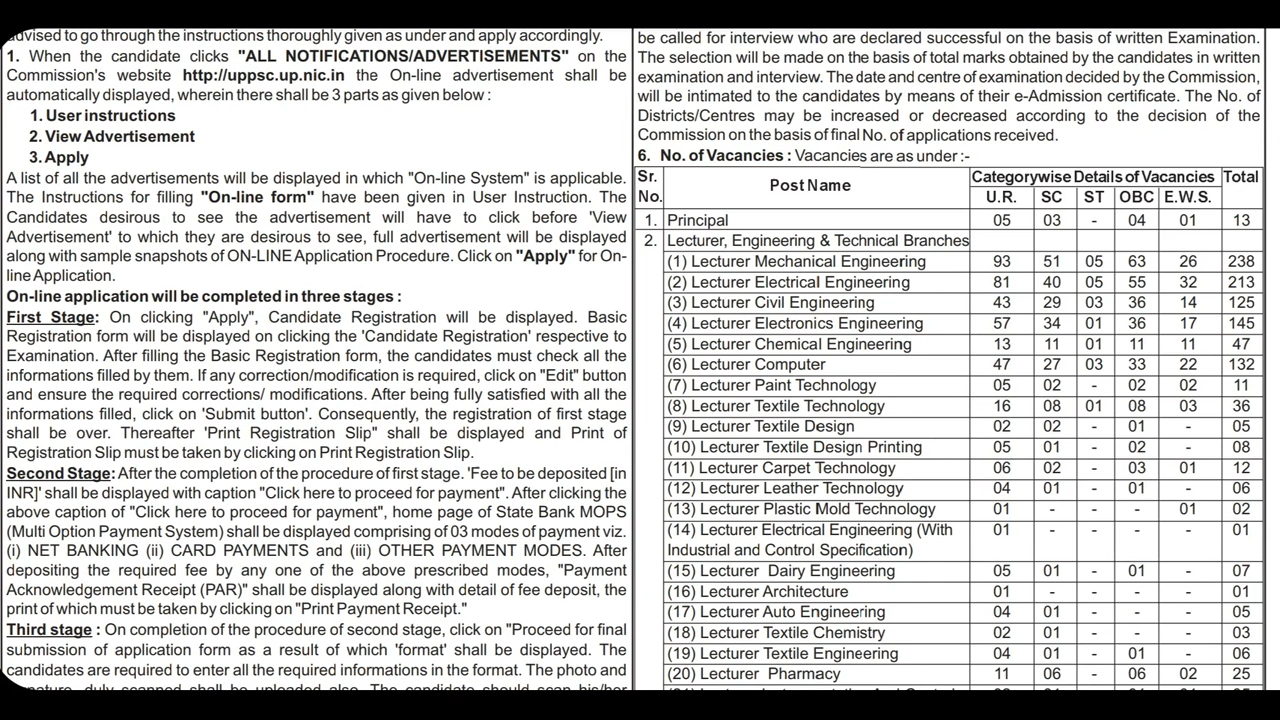 advised to go through the instructions thoroughly given as under and apply accordingly.
1. When the candidate clicks "ALL NOTIFICATIONS/ADVERTISEMENTS" on the
Commission's website http://uppsc.up.nic.in the On-line advertisement shall be
automatically displayed, wherein there shall be 3 parts as given below :
1. User instructions
2. View Advertisement
3. Apply
A list of all the advertisements will be displayed in which "On-line System" is applicable.
The Instructions for filling "On-line form" have been given in User Instruction. The
Candidates desirous to see the advertisement will have to click before 'View
Advertisement' to which they are desirous to see, full advertisement will be displayed
along with sample snapshots of ON-LINE Application Procedure. Click on "Apply" for On-
line Application.
On-line application will be completed in three stages :
First Stage: On clicking "Apply", Candidate Registration will be displayed. Basic
Registration form will be displayed on clicking the 'Candidate Registration' respective to
Examination. After filling the Basic Registration form, the candidates must check all the
informations filled by them. If any correction/modification is required, click on "Edit" button
and ensure the required corrections/ modifications. After being fully satisfied with all the
informations filled, click on 'Submit button'. Consequently, the registration of first stage
shall be over. Thereafter 'Print Registration Slip" shall be displayed and Print of
Registration Slip must be taken by clicking on Print Registration Slip.
Second Stage: After the completion of the procedure of first stage. 'Fee to be deposited [in
INR]' shall be displayed with caption "Click here to proceed for payment". After clicking the
above caption of "Click here to proceed for payment", home page of State Bank MOPS
(Multi Option Payment System) shall be displayed comprising of 03 modes of payment viz.
(i) NET BANKING (ii) CARD PAYMENTS and (iii) OTHER PAYMENT MODES. After
depositing the required fee by any one of the above prescribed modes, "Payment
Acknowledgement Receipt (PAR)" shall be displayed along with detail of fee deposit, the
print of which must be taken by clicking on "Print Payment Receipt."
Third stage : On completion of the procedure of second stage, click on "Proceed for final
submission of application form as a result of which 'format' shall be displayed. The
candidates are required to enter all the required informations in the format. The photo and
signature, duly scanned shall be uploaded also. The candidate should scan his/her
be called for interview who are declared successful on the basis of written Examination.
The selection will be made on the basis of total marks obtained by the candidates in written
examination and interview. The date and centre of examination decided by the Commission,
will be intimated to the candidates by means of their e-Admission certificate. The No. of
Districts/Centres may be increased or decreased according to the decision of the
Commission on the basis of final No. of applications received.
6. No. of Vacancies : Vacancies are as under :-
Sr. No. Post Name Categorywise Details of Vacancies Total
U.R. SC ST OBC E.W.S.
1. Principal 05 03 - 04 01 13
2. Lecturer, Engineering & Technical Branches
(1) Lecturer Mechanical Engineering 93 51 05 63 26 238
(2) Lecturer Electrical Engineering 81 40 05 55 32 213
(3) Lecturer Civil Engineering 43 29 03 36 14 125
(4) Lecturer Electronics Engineering 57 34 01 36 17 145
(5) Lecturer Chemical Engineering 13 11 01 11 11 47
(6) Lecturer Computer 47 27 03 33 22 132
(7) Lecturer Paint Technology 05 02 - 02 02 11
(8) Lecturer Textile Technology 16 08 01 08 03 36
(9) Lecturer Textile Design 02 02 - 01 - 05
(10) Lecturer Textile Design Printing 05 01 - 02 - 08
(11) Lecturer Carpet Technology 06 02 - 03 01 12
(12) Lecturer Leather Technology 04 01 - 01 - 06
(13) Lecturer Plastic Mold Technology 01 - - - 01 02
(14) Lecturer Electrical Engineering (With 01 - - - - 01
Industrial and Control Specification)
(15) Lecturer Dairy Engineering 05 01 - 01 - 07
(16) Lecturer Architecture 01 - - - - 01
(17) Lecturer Auto Engineering 04 01 - - - 05
(18) Lecturer Textile Chemistry 02 01 - - - 03
(19) Lecturer Textile Engineering 04 01 - 01 - 06
(20) Lecturer Pharmacy 11 06 - 06 02 25